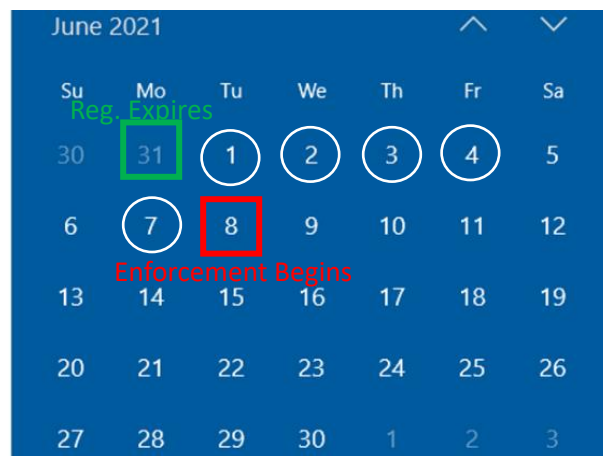 June 2021
Su Mo Tu We Th Fr Sa
Reg. Expires
30 31 1 2 3 4 5
6 7 8 9 10 11 12
Enforcement Begins
13 14 15 16 17 18 19
20 21 22 23 24 25 26
27 28 29 30 1 2 3